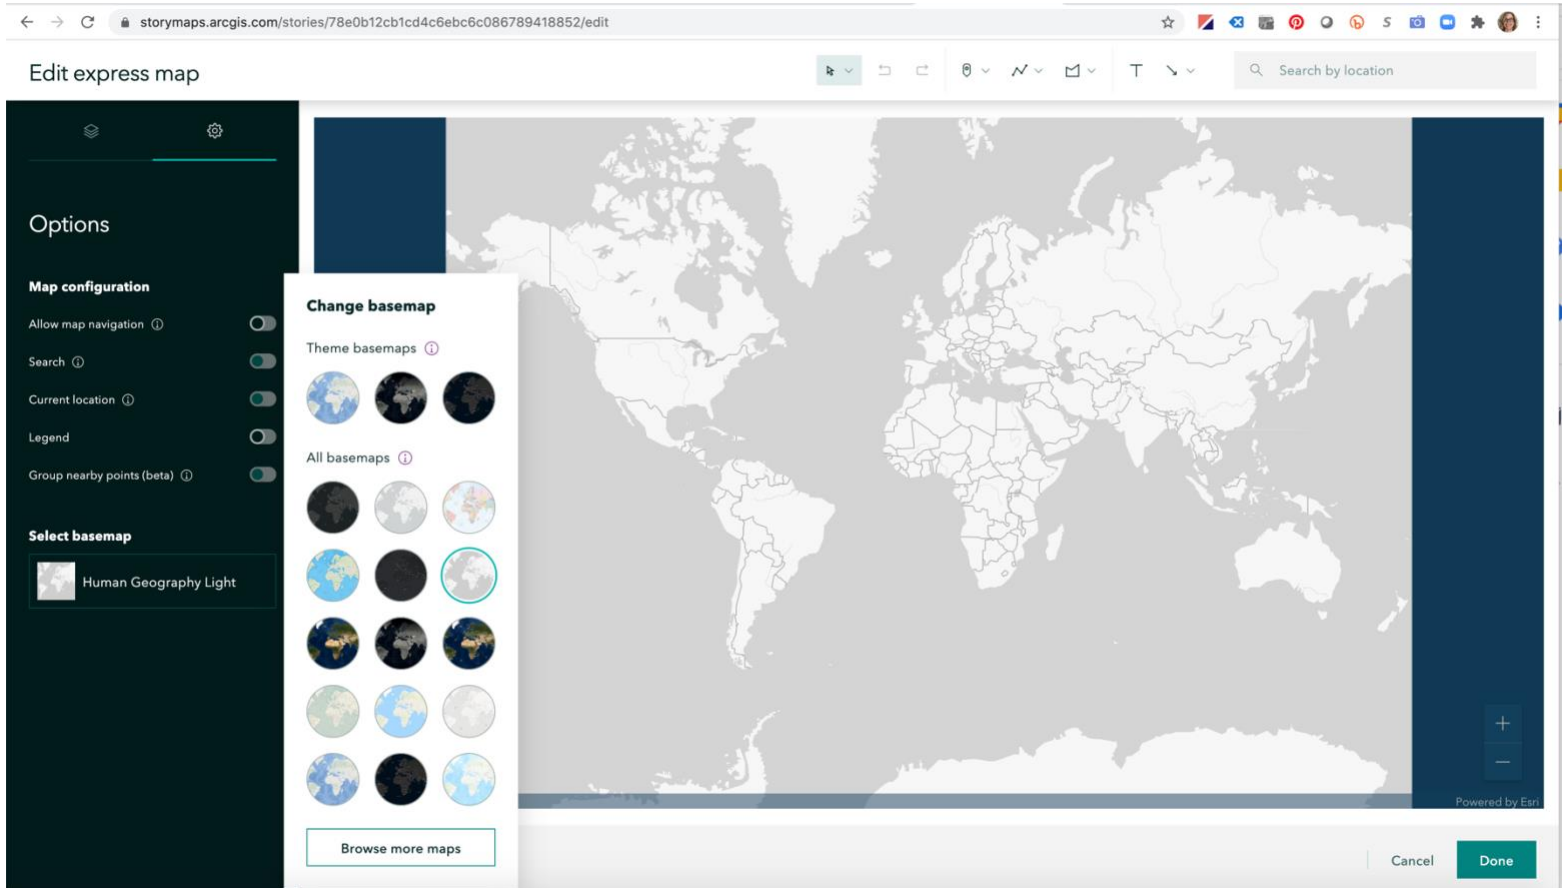 storymaps.arcgis.com/stories/78e0b12cb1cd4c6ebc6c086789418852/edit
Edit express map
Search by location
Options
Map configuration
Allow map navigation
Search
Current location
Legend
Group nearby points (beta)
Select basemap
Human Geography Light
Change basemap
Theme basemaps
All basemaps
Browse more maps
Powered by Esri
Cancel
Done